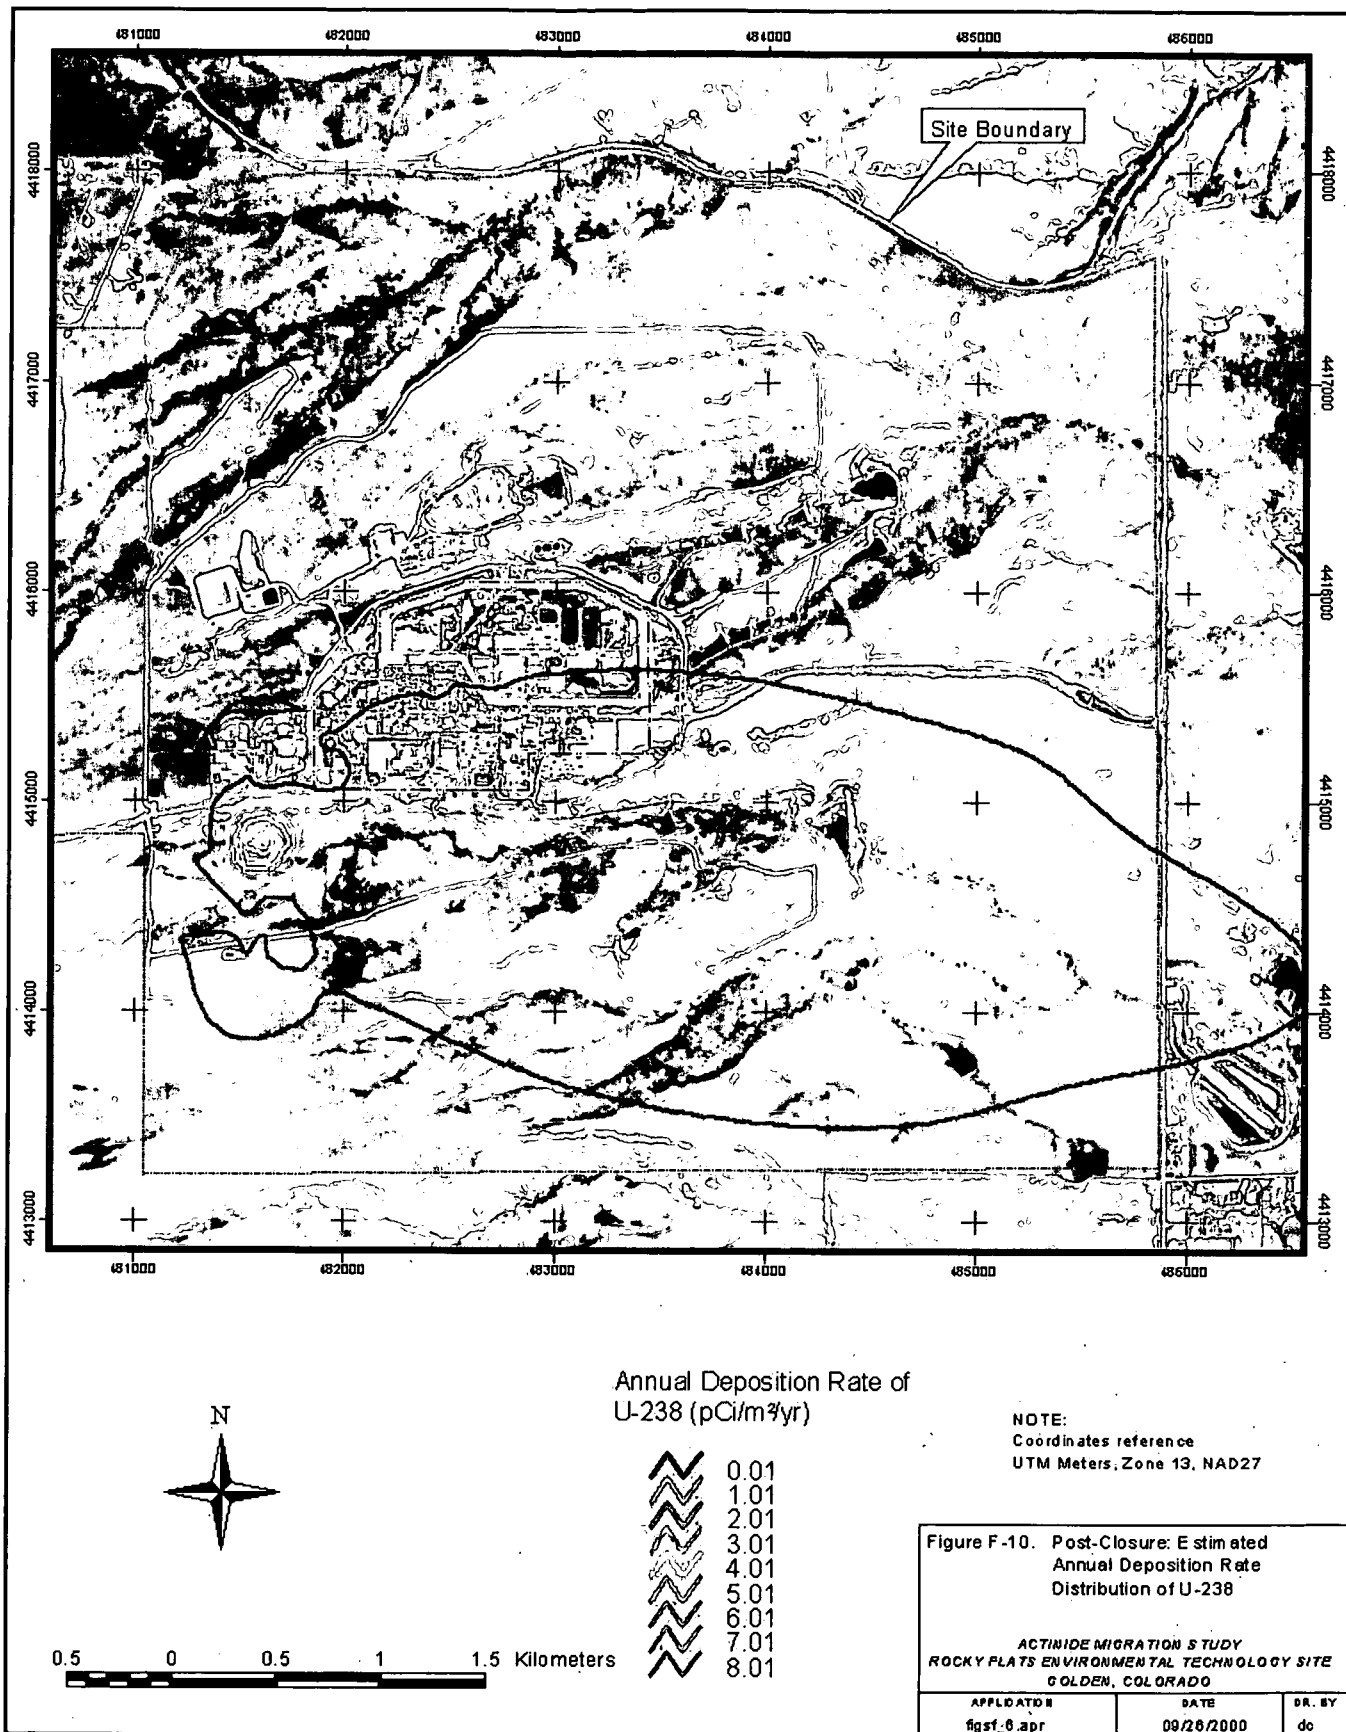 481000 482000 483000 484000 485000 486000
Site Boundary
4418000 4418000
4417000 4417000
4416000 4416000
4415000 4415000
4414000 4414000
4413000 4413000
481000 482000 483000 484000 485000 486000
Annual Deposition Rate of
U-238 (pCi/m²/yr)
N
NOTE:
Coordinates reference
UTM Meters, Zone 13, NAD27
0.01
1.01
2.01
3.01
4.01
5.01
6.01
7.01
8.01
0.5 0 0.5 1 1.5 Kilometers
Figure F-10. Post-Closure: Estimated
Annual Deposition Rate
Distribution of U-238
ACTINIDE MIGRATION STUDY
ROCKY FLATS ENVIRONMENTAL TECHNOLOGY SITE
GOLDEN, COLORADO
APPLICATION DATE DR. BY
figsf-6.apr 09/26/2000 dc